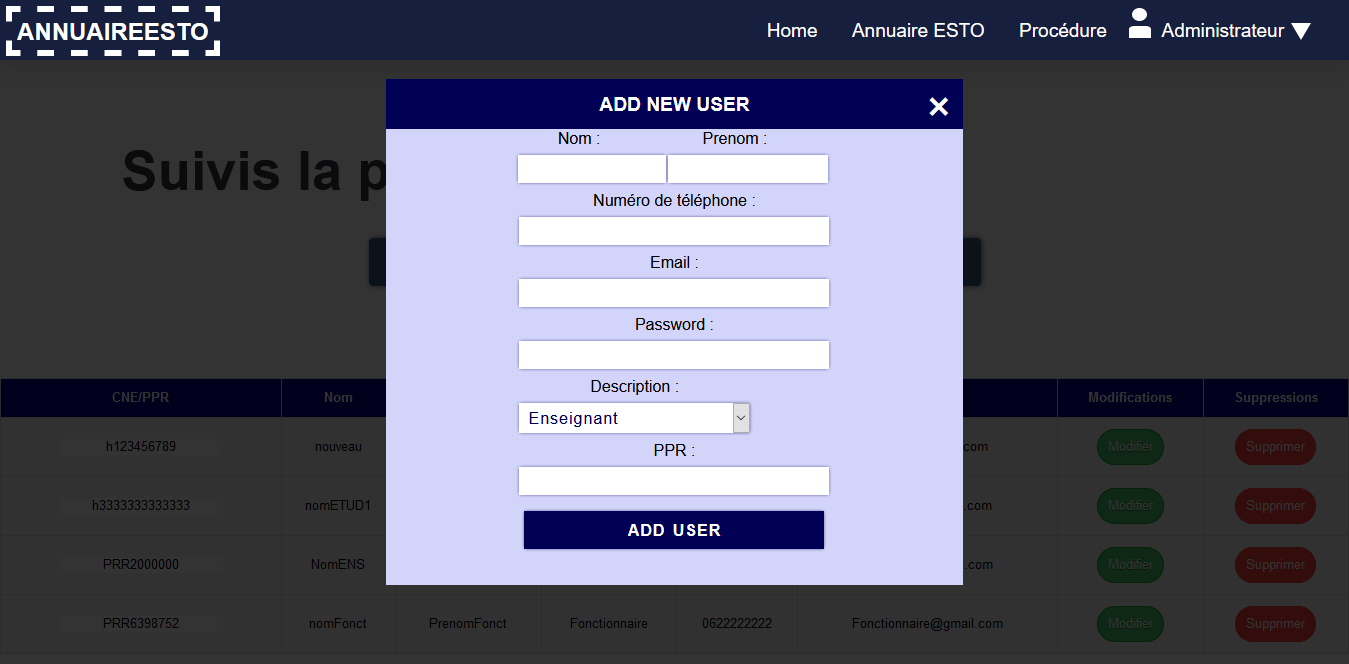 ANNUAIREESTO Home Annuaire ESTO Procédure Administrateur
ADD NEW USER
Suivis la p
Nom : Prenom :
Numéro de téléphone :
Email :
Password :
Description :
Enseignant
PPR :
ADD USER
CNE/PPR Nom Modifications Suppressions
h123456789 nouveau com Modifier Supprimer
h3333333333333 nomETUD1 .com Modifier Supprimer
PRR2000000 NomENS .com Modifier Supprimer
PRR6398752 nomFonct PrenomFonct Fonctionnaire 0622222222 Fonctionnaire@gmail.com Modifier Supprimer